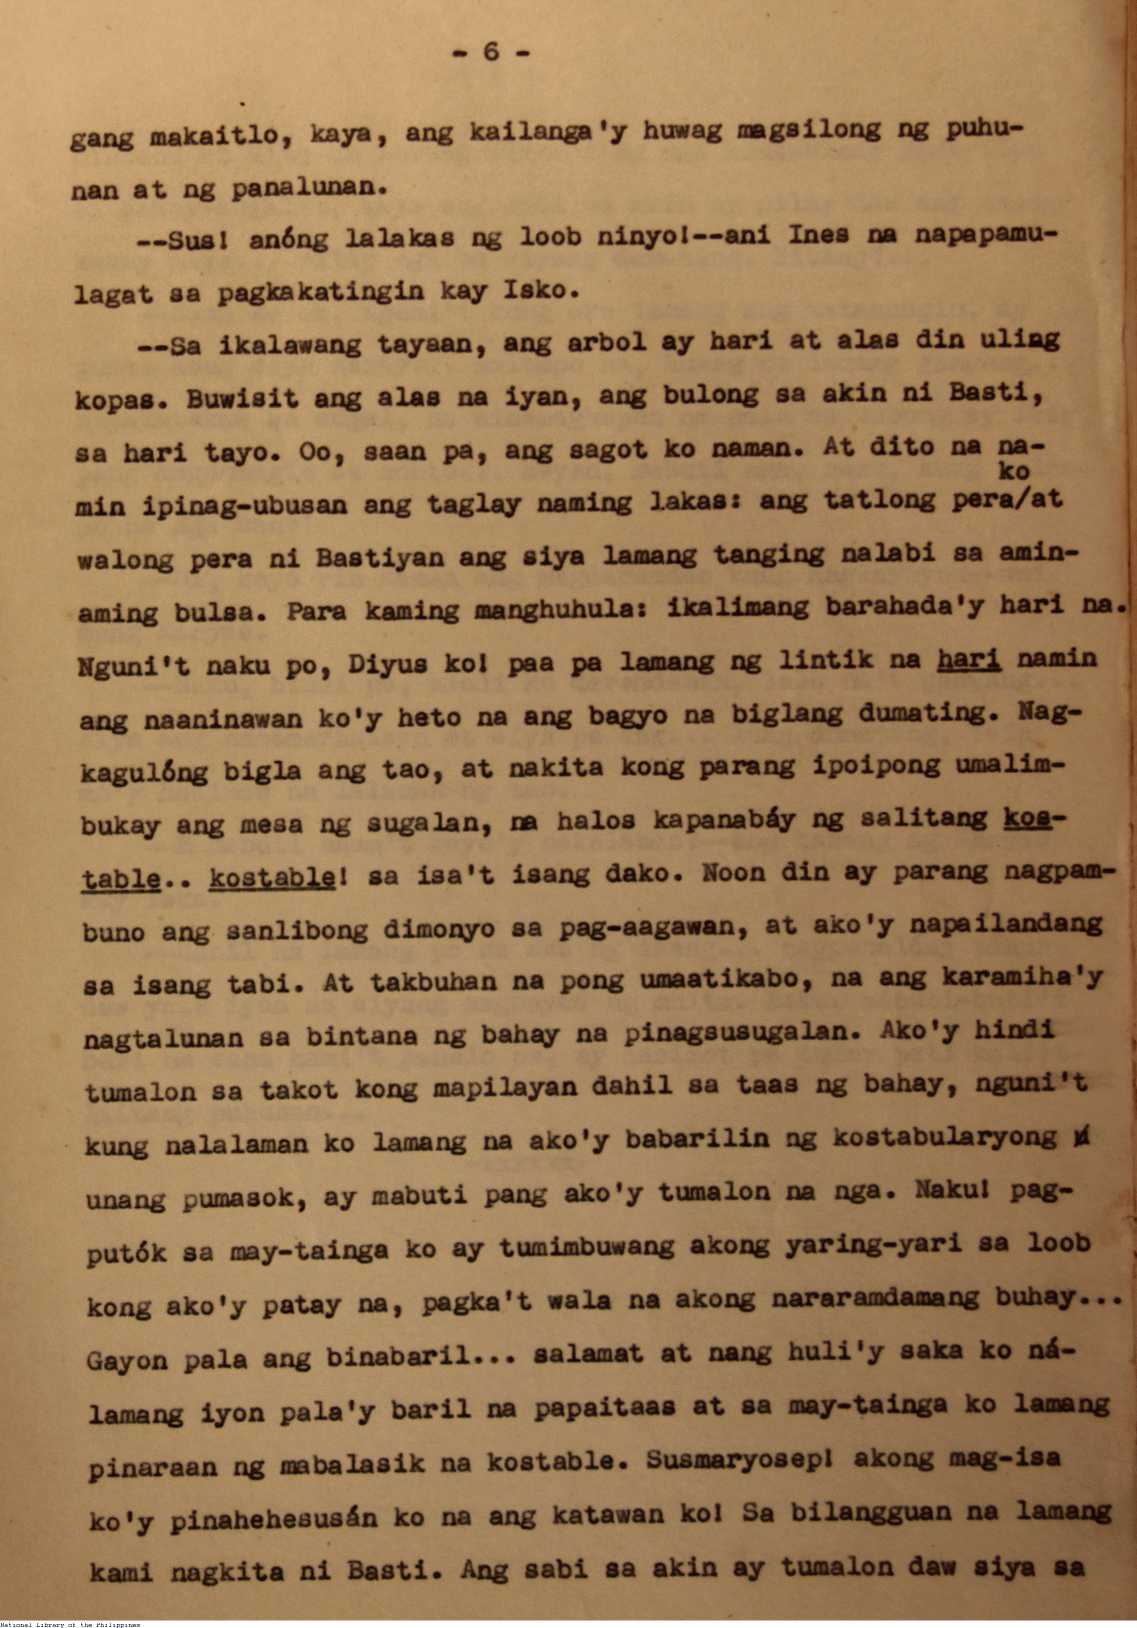 - 6 -
gang makaitlo, kaya, ang kailanga'y huwag magsilong ng puhu-
nan at ng panalunan.
--Sus! anóng lalakas ng loob ninyo!--ani Ines na napapamu-
lagat sa pagkakatingin kay Isko.
--Sa ikalawang tayaan, ang arbol ay hari at alas din uling
kopas. Buwisit ang alas na iyan, ang bulong sa akin ni Basti,
sa hari tayo. Oo, saan pa, ang sagot ko naman. At dito na na-
ko
min ipinag-ubusan ang taglay naming lakas: ang tatlong pera/at
walong pera ni Bastiyan ang siya lamang tanging nalabi sa amin-
aming bulsa. Para kaming manghuhula: ikalimang barahada'y hari na.
Nguni't naku po, Diyus ko! paa pa lamang ng lintik na hari namin
ang naaninawan ko'y heto na ang bagyo na biglang dumating. Nag-
kagulóng bigla ang tao, at nakita kong parang ipoipong umalim-
bukay ang mesa ng sugalan, na halos kapanabáy ng salitang kos-
table.. kostable! sa isa't isang dako. Noon din ay parang nagpam-
buno ang sanlibong dimonyo sa pag-aagawan, at ako'y napailandang
sa isang tabi. At takbuhan na pong umaatikabo, na ang karamiha'y
nagtalunan sa bintana ng bahay na pinagsusugalan. Ako'y hindi
tumalon sa takot kong mapilayan dahil sa taas ng bahay, nguni't
kung nalalaman ko lamang na ako'y babarilin ng kostabularyong
unang pumasok, ay mabuti pang ako'y tumalon na nga. Naku! pag-
putók sa may-tainga ko ay tumimbuwang akong yaring-yari sa loob
kong ako'y patay na, pagka't wala na akong nararamdamang buhay...
Gayon pala ang binabaril... salamat at nang huli'y saka ko ná-
lamang iyon pala'y baril na papaitaas at sa may-tainga ko lamang
pinaraan ng mabalasik na kostable. Susmaryosep! akong mag-isa
ko'y pinahehesusán ko na ang katawan ko! Sa bilangguan na lamang
kami nagkita ni Basti. Ang sabi sa akin ay tumalon daw siya sa
National Library of the Philippines